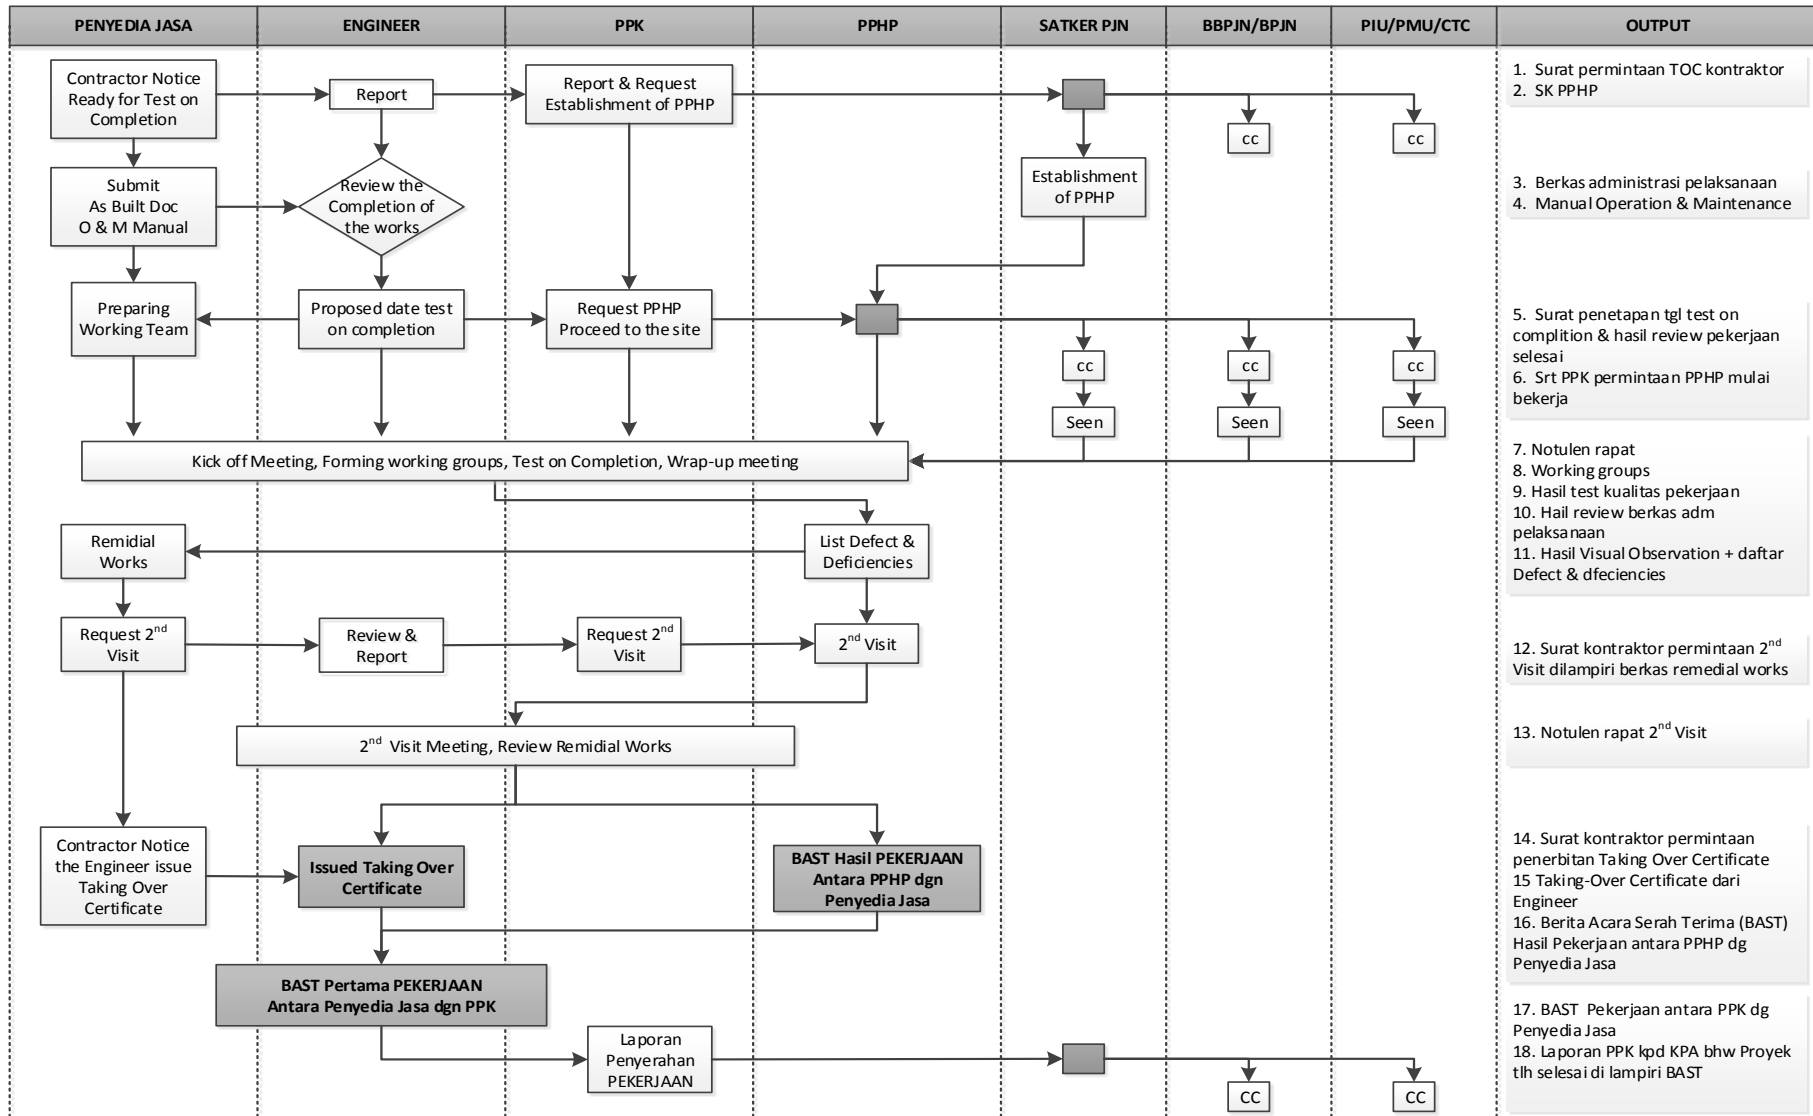 PENYEDIA JASA
ENGINEER
PPK
PPHP
SATKER PJN
BBPJN/BPJN
PIU/PMU/CTC
OUTPUT
Contractor Notice
Ready for Test on
Completion
Report
Report & Request
Establishment of PPHP
cc
cc
1. Surat permintaan TOC kontraktor
2. SK PPHP
Submit
As Built Doc
O & M Manual
Review the
Completion of
the works
Establishment
of PPHP
3. Berkas administrasi pelaksanaan
4. Manual Operation & Maintenance
Preparing
Working Team
Proposed date test
on completion
Request PPHP
Proceed to the site
cc
cc
cc
Seen
Seen
Seen
5. Surat penetapan tgl test on
complition & hasil review pekerjaan
selesai
6. Srt PPK permintaan PPHP mulai
bekerja
Kick off Meeting, Forming working groups, Test on Completion, Wrap-up meeting
7. Notulen rapat
8. Working groups
9. Hasil test kualitas pekerjaan
10. Hail review berkas adm
pelaksanaan
11. Hasil Visual Observation + daftar
Defect & dfeciencies
Remidial
Works
List Defect &
Deficiencies
Request 2nd
Visit
Review &
Report
Request 2nd
Visit
2nd Visit
12. Surat kontraktor permintaan 2nd
Visit dilampiri berkas remedial works
2nd Visit Meeting, Review Remidial Works
13. Notulen rapat 2nd Visit
Contractor Notice
the Engineer issue
Taking Over
Certificate
Issued Taking Over
Certificate
BAST Hasil PEKERJAAN
Antara PPHP dgn
Penyedia Jasa
14. Surat kontraktor permintaan
penerbitan Taking Over Certificate
15 Taking-Over Certificate dari
Engineer
16. Berita Acara Serah Terima (BAST)
Hasil Pekerjaan antara PPHP dg
Penyedia Jasa
BAST Pertama PEKERJAAN
Antara Penyedia Jasa dgn PPK
Laporan
Penyerahan
PEKERJAAN
CC
CC
17. BAST Pekerjaan antara PPK dg
Penyedia Jasa
18. Laporan PPK kpd KPA bhw Proyek
tlh selesai di lampiri BAST